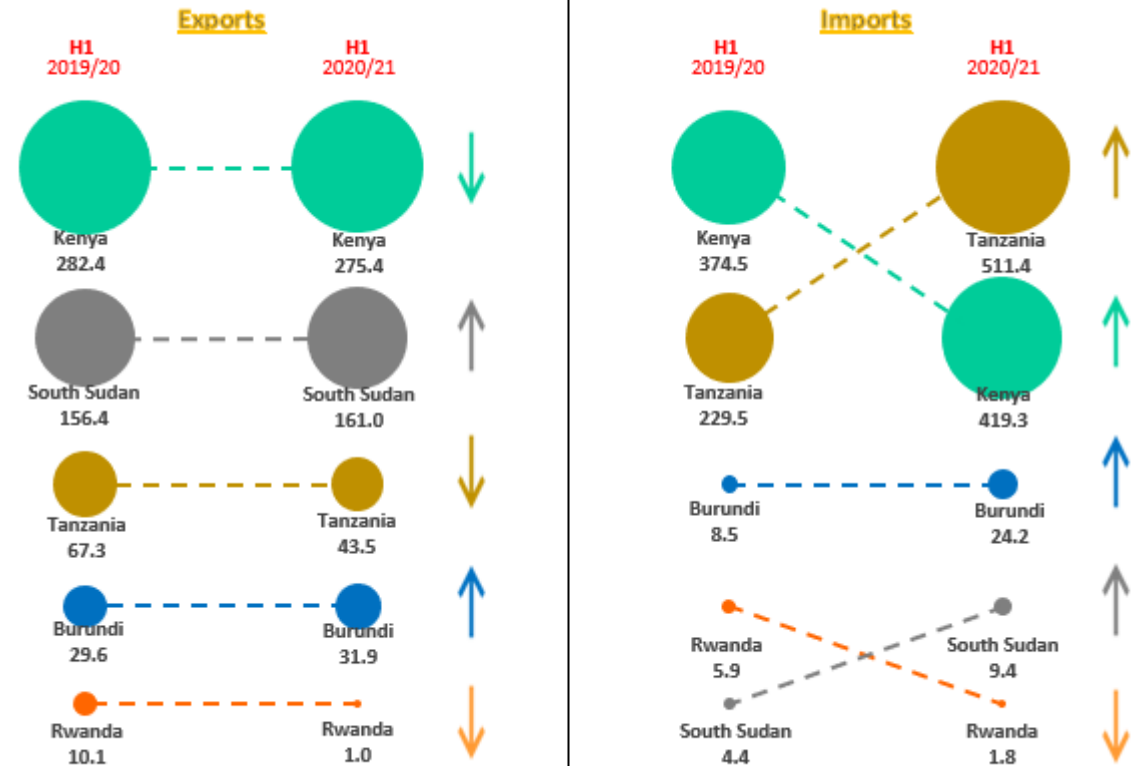 Exports
H1
2019/20
H1
2020/21
Kenya
282.4
Kenya
275.4
South Sudan
156.4
South Sudan
161.0
Tanzania
67.3
Tanzania
43.5
Burundi
29.6
Burundi
31.9
Rwanda
10.1
Rwanda
1.0
Imports
H1
2019/20
H1
2020/21
Kenya
374.5
Tanzania
511.4
Tanzania
229.5
Kenya
419.3
Burundi
8.5
Burundi
24.2
Rwanda
5.9
South Sudan
9.4
South Sudan
4.4
Rwanda
1.8